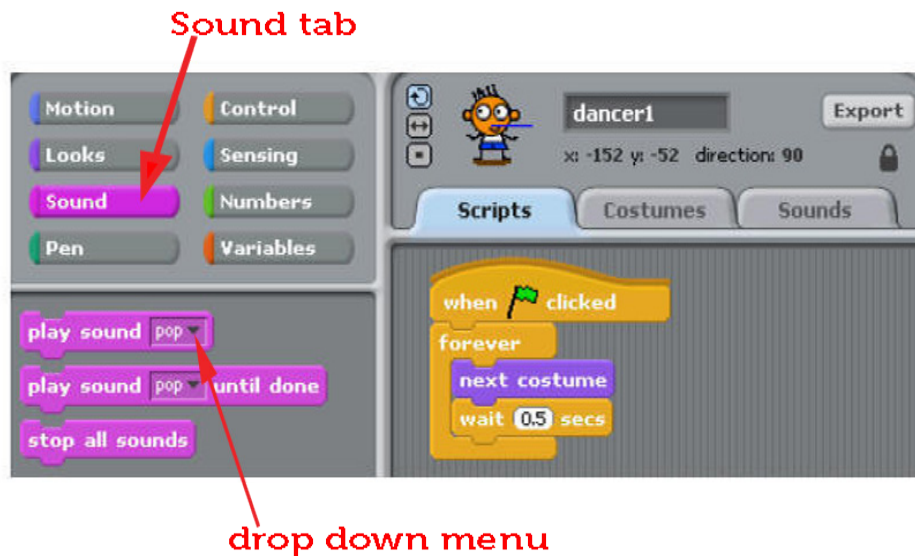 Sound tab
Motion
Control
Looks
Sensing
Sound
Numbers
Pen
Variables
dancer1
Export
x: -152 y: -52 direction: 90
Scripts
Costumes
Sounds
play sound pop
play sound pop until done
stop all sounds
when clicked
forever
next costume
wait 0.5 secs
drop down menu